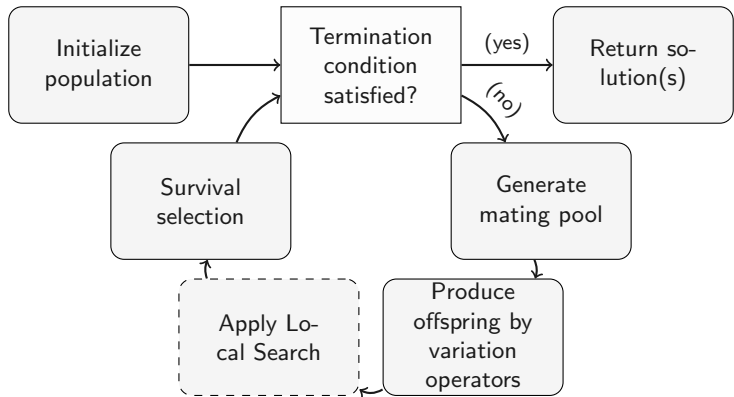 Initialize
population
Termination
condition
satisfied?
(yes)
Return so-
lution(s)
(no)
Survival
selection
Generate
mating pool
Apply Lo-
cal Search
Produce
offspring by
variation
operators